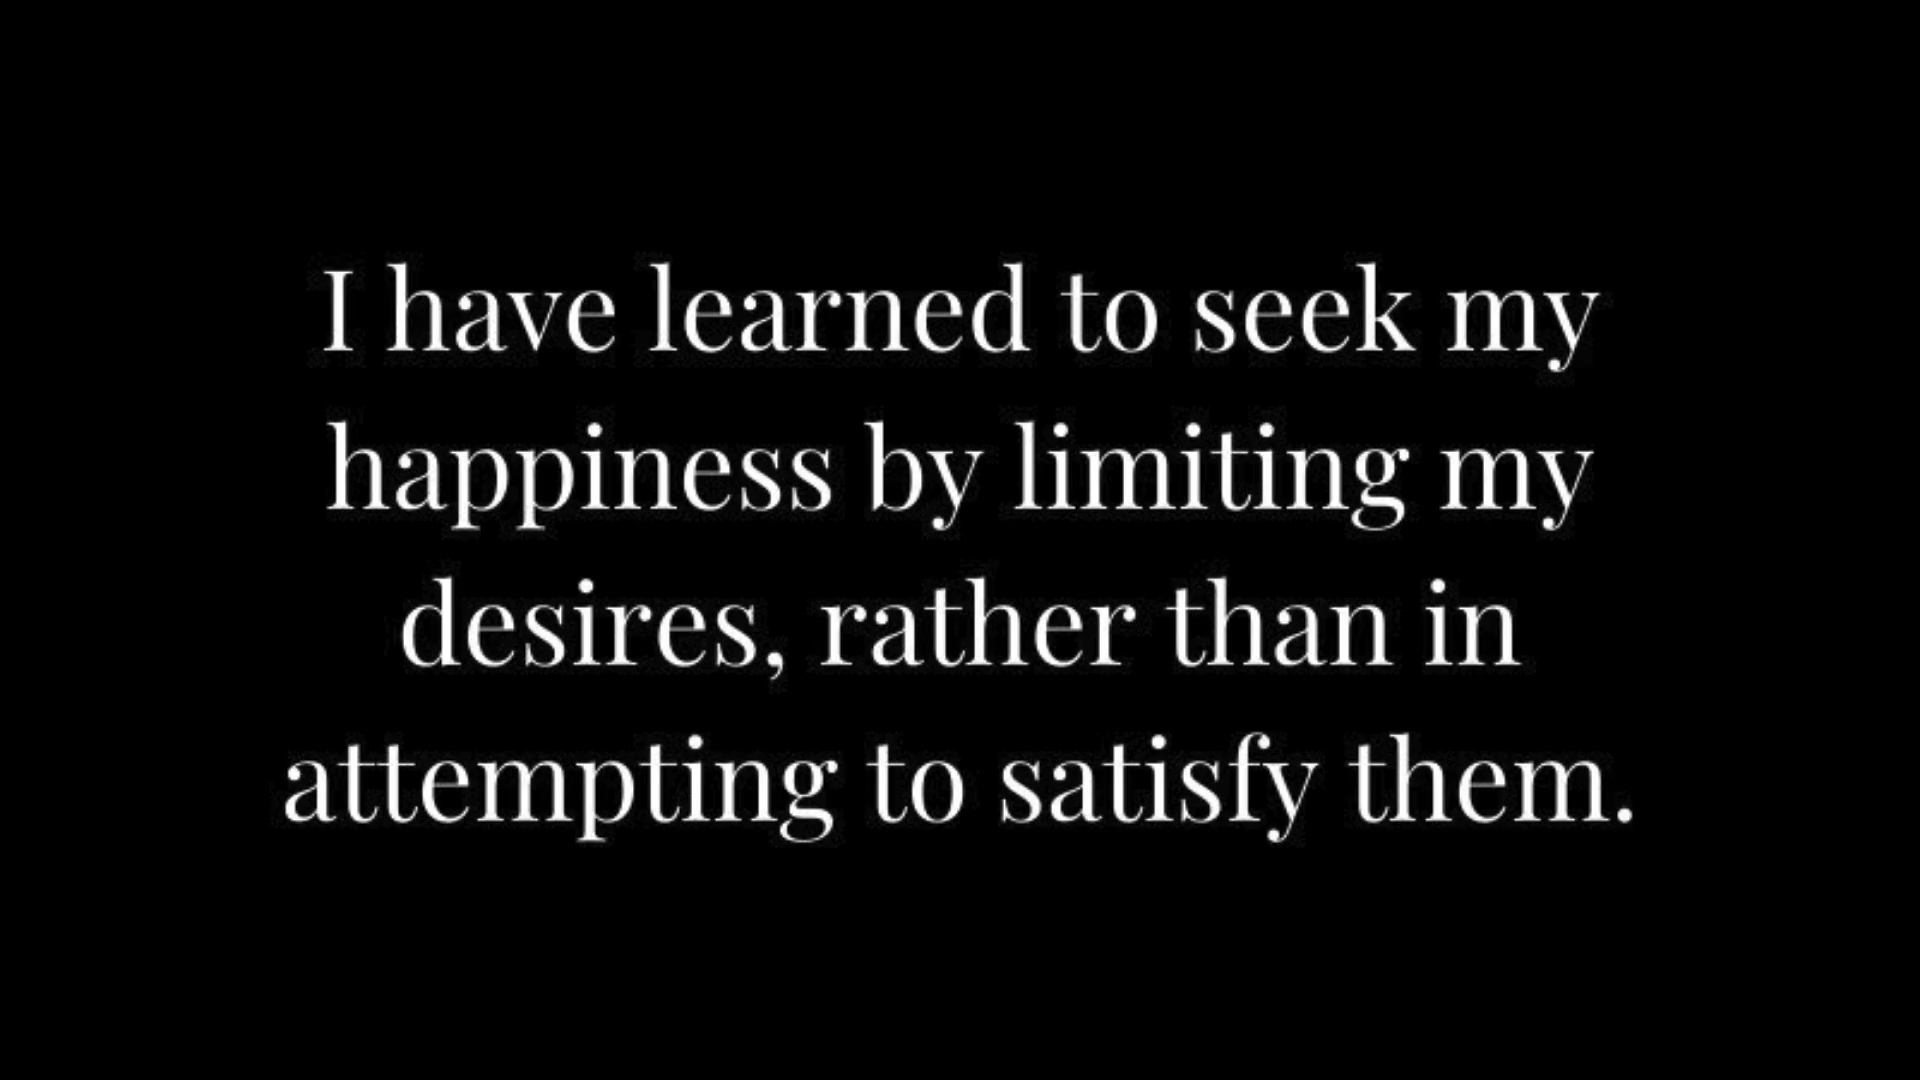 I have learned to seek my
happiness by limiting my
desires, rather than in
attempting to satisfy them.